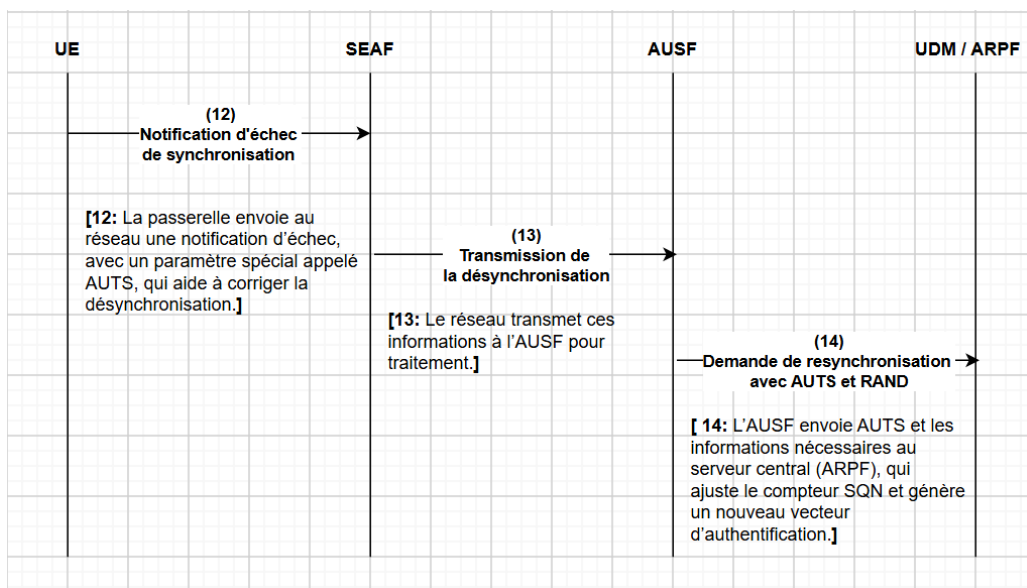 UE SEAF AUSF UDM / ARPF
(12)
Notification d'échec
de synchronisation
[12: La passerelle envoie au
réseau une notification d’échec,
avec un paramètre spécial appelé
AUTS, qui aide à corriger la
désynchronisation.]
(13)
Transmission de
la désynchronisation
[13: Le réseau transmet ces
informations à l’AUSF pour
traitement.]
(14)
Demande de resynchronisation
avec AUTS et RAND
[ 14: L’AUSF envoie AUTS et les
informations nécessaires au
serveur central (ARPF), qui
ajuste le compteur SQN et génère
un nouveau vecteur
d’authentification.]